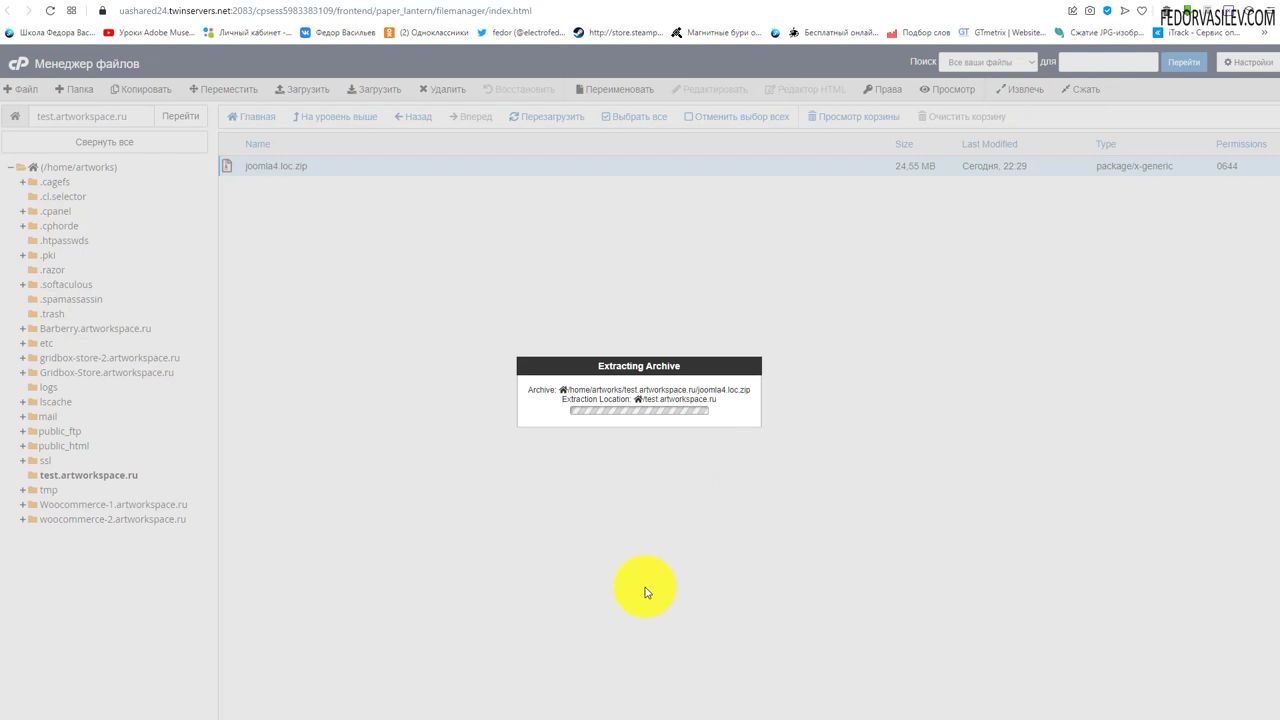 uashared24.twinservers.net:2083/cpsess5983383109/frontend/paper_lantern/filemanager/index.html
FEDORVASILEV.COM
Школа Федора Вас...
Уроки Adobe Muse...
Личный кабинет -...
Федор Васильев
(2) Одноклассники
fedor (@electrofed...
http://store.steamp...
Магнитные бури о...
Бесплатный онлайн...
Подбор слов
GTmetrix | Website...
Сжатие JPG-изобр...
iTrack - Сервис оп...
cP Менеджер файлов
Поиск Все ваши файлы для Перейти Настройки
Файл Папка Копировать Переместить Загрузить Загрузить Удалить Восстановить Переименовать Редактировать Редактор HTML Права Просмотр Извлечь Сжать
test.artworkspace.ru Перейти
Главная На уровень выше Назад Вперед Перезагрузить Выбрать все Отменить выбор всех Просмотр корзины Очистить корзину
Свернуть все
Name Size Last Modified Type Permissions
joomla4.loc.zip 24,55 MB Сегодня, 22:29 package/x-generic 0644
(/home/artworks)
.cagefs
.cl.selector
.cpanel
.cphorde
.htpasswds
.pki
.razor
.softaculous
.spamassassin
.trash
Barberry.artworkspace.ru
etc
gridbox-store-2.artworkspace.ru
Gridbox-Store.artworkspace.ru
logs
lscache
mail
public_ftp
public_html
ssl
test.artworkspace.ru
tmp
Woocommerce-1.artworkspace.ru
woocommerce-2.artworkspace.ru
Extracting Archive
Archive: /home/artworks/test.artworkspace.ru/joomla4.loc.zip
Extraction Location: /test.artworkspace.ru